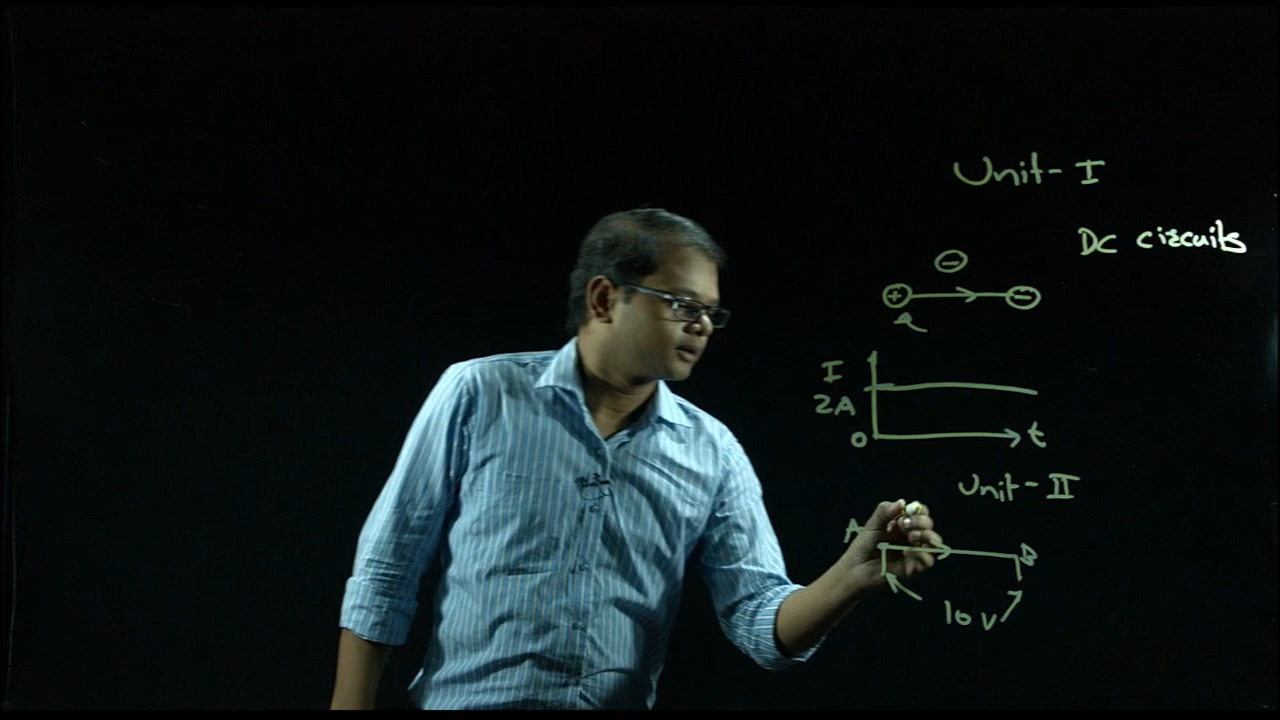 Unit - I
DC circuits
−
+ −
I
2A
0 t
Unit - II
A B
10 V